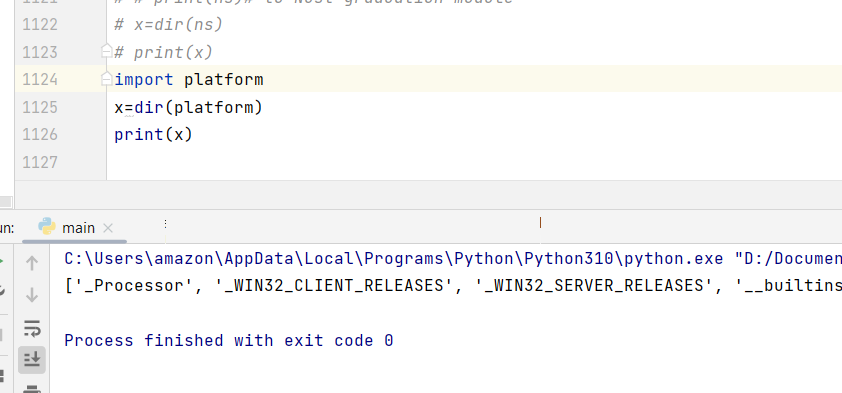 1122 # x=dir(ns)
1123 # print(x)
1124 import platform
1125 x=dir(platform)
1126 print(x)
1127
main
C:\Users\amazon\AppData\Local\Programs\Python\Python310\python.exe "D:/Documen
['_Processor', '_WIN32_CLIENT_RELEASES', '_WIN32_SERVER_RELEASES', '__builtins
Process finished with exit code 0